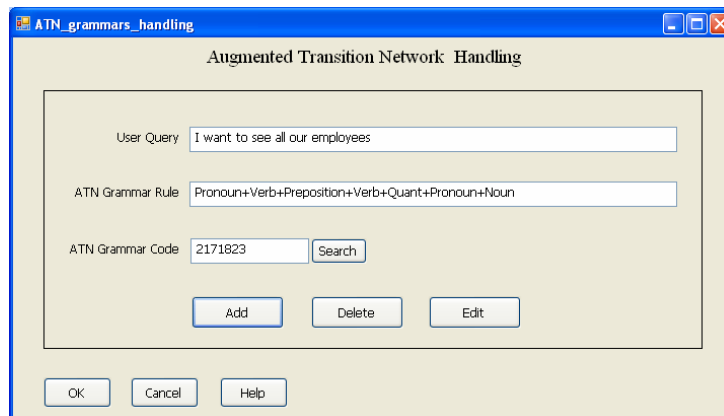 ATN_grammars_handling
Augmented Transition Network Handling
User Query I want to see all our employees
ATN Grammar Rule Pronoun+Verb+Preposition+Verb+Quant+Pronoun+Noun
ATN Grammar Code 2171823 Search
Add Delete Edit
OK Cancel Help